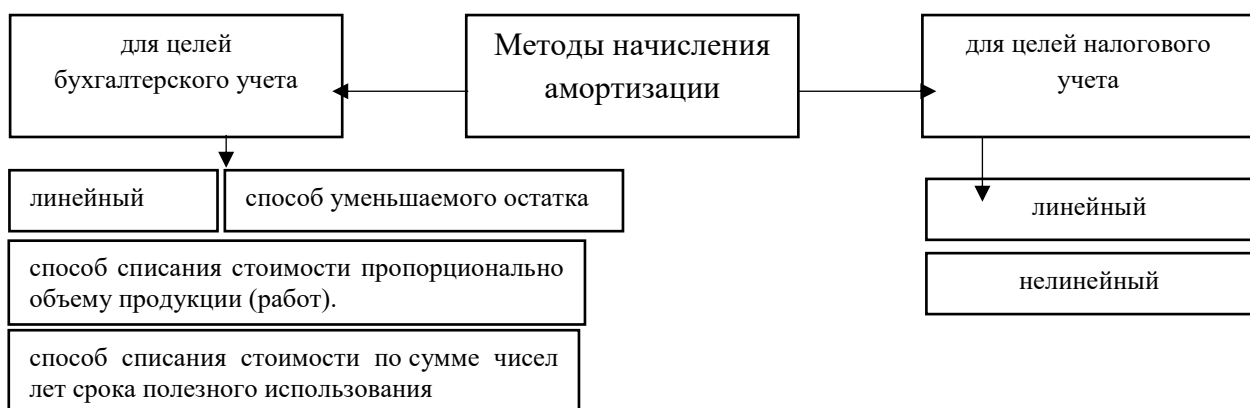 Методы начисления
амортизации
для целей
бухгалтерского учета
для целей налогового
учета
линейный
способ уменьшаемого остатка
способ списания стоимости пропорционально
объему продукции (работ).
способ списания стоимости по сумме чисел
лет срока полезного использования
линейный
нелинейный